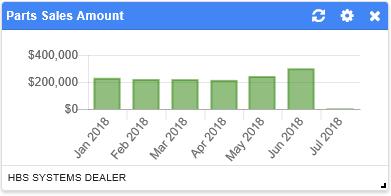 Parts Sales Amount
$400,000
$200,000
$0
Jan 2018
Feb 2018
Mar 2018
Apr 2018
May 2018
Jun 2018
Jul 2018
HBS SYSTEMS DEALER